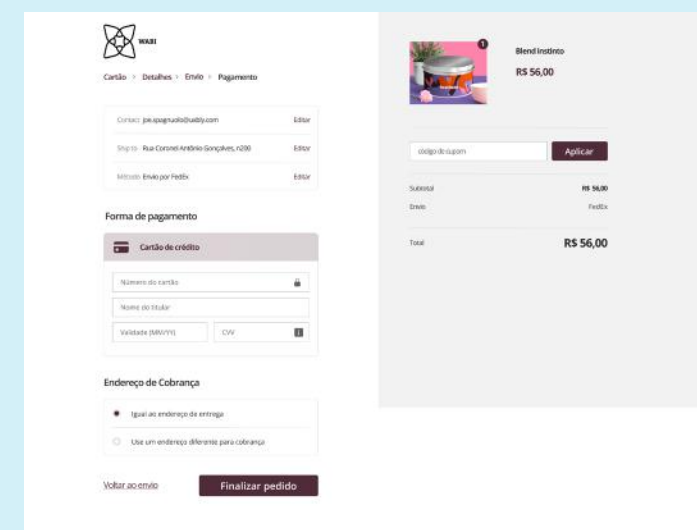 WABI
Cartão > Detalhes > Envio > Pagamento
Contact joe.spagnuolo@uxbly.com Editar
Ship to Rua Coronel Antônio Gonçalves, n200 Editar
Método Envio por FedEx Editar
Forma de pagamento
Cartão de crédito
Número do cartão
Nome do titular
Validade (MM/YY) CVV
Endereço de Cobrança
Igual ao endereço de entrega
Use um endereço diferente para cobrança
Voltar ao envio Finalizar pedido
1
Blend instinto
R$ 56,00
código de cupom Aplicar
Subtotal R$ 56,00
Envio FedEx
Total R$ 56,00